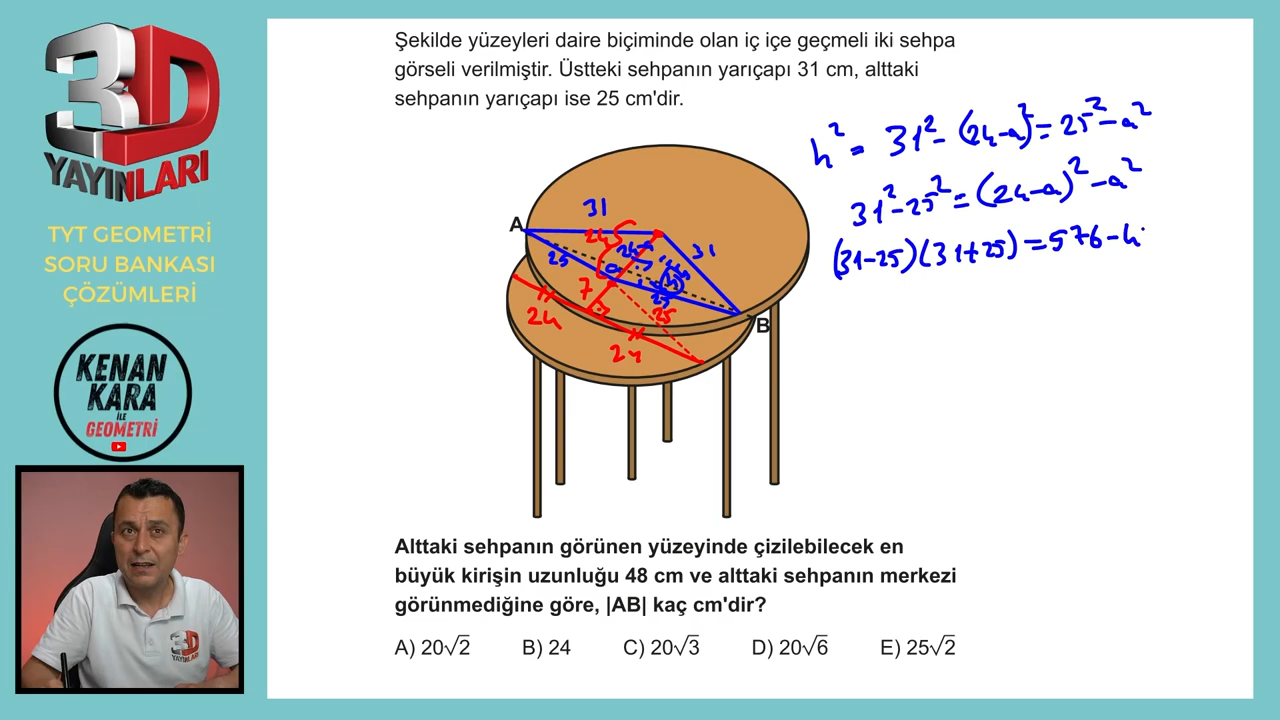 3D
YAYINLARI
TYT GEOMETRİ
SORU BANKASI
ÇÖZÜMLERİ
KENAN
KARA
İLE
GEOMETRİ
3D
YAYINLARI
Şekilde yüzeyleri daire biçiminde olan iç içe geçmeli iki sehpa
görseli verilmiştir. Üstteki sehpanın yarıçapı 31 cm, alttaki
sehpanın yarıçapı ise 25 cm'dir.
h² = 31² - (24-a)² = 25² - a²
31² - 25² = (24-a)² - a²
(31-25)(31+25) = 576 - 4
31
A
24
31
25
a
7
25
25
24
24
B
Alttaki sehpanın görünen yüzeyinde çizilebilecek en
büyük kirişin uzunluğu 48 cm ve alttaki sehpanın merkezi
görünmediğine göre, |AB| kaç cm'dir?
A) 20√2 B) 24 C) 20√3 D) 20√6 E) 25√2